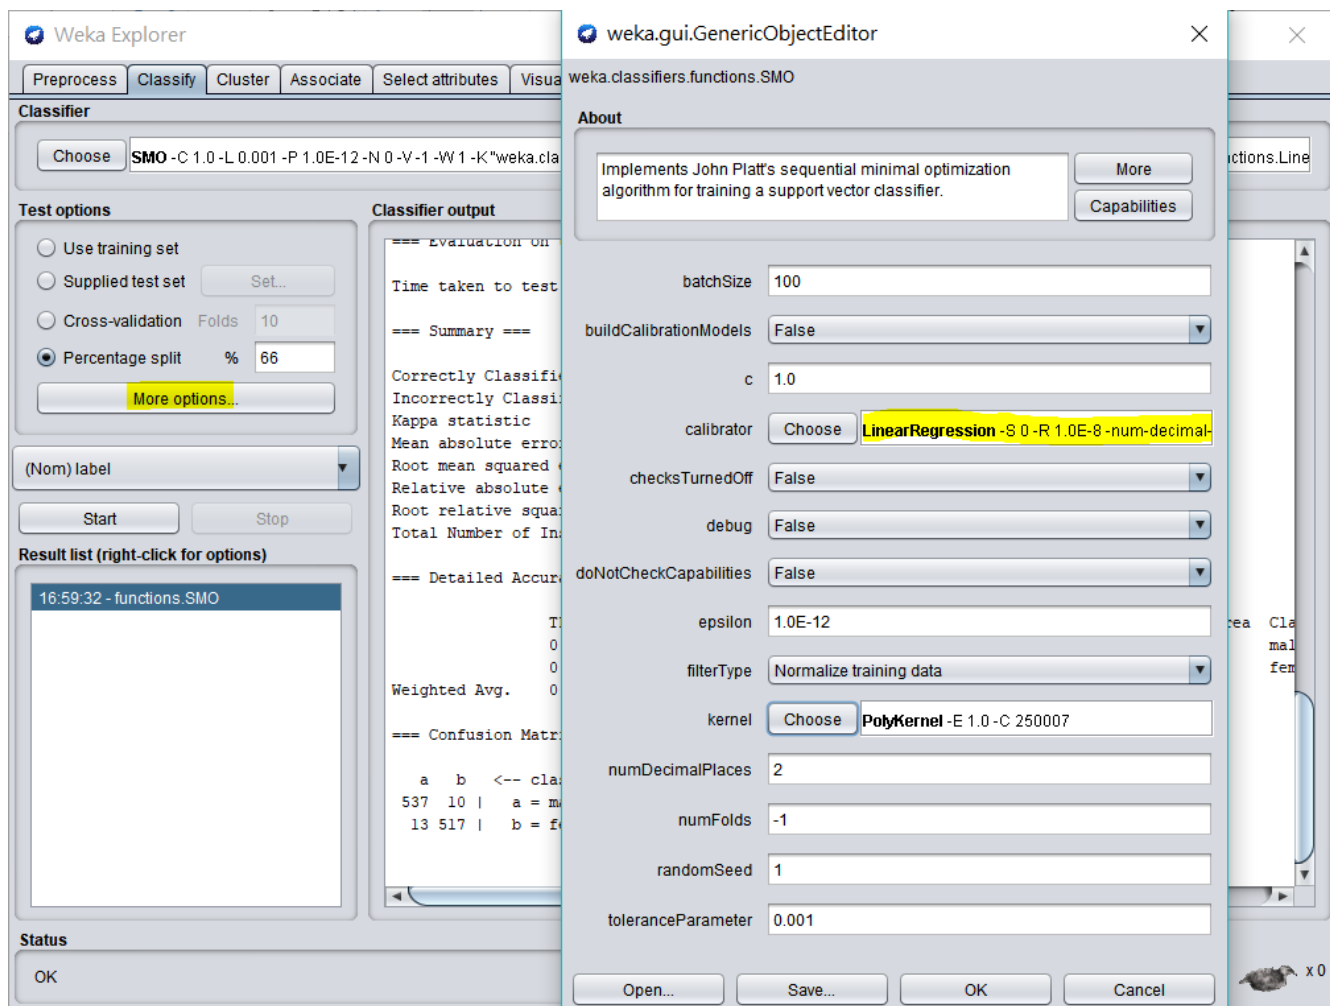 Weka Explorer
Preprocess Classify Cluster Associate Select attributes Visua
Classifier
Choose SMO -C 1.0 -L 0.001 -P 1.0E-12 -N 0 -V -1 -W 1 -K "weka.cla
ctions.Line
Test options
Use training set
Supplied test set Set...
Cross-validation Folds 10
Percentage split % 66
More options...
(Nom) label
Start Stop
Result list (right-click for options)
16:59:32 - functions.SMO
Classifier output
=== Evaluation on
Time taken to test
=== Summary ===
Correctly Classifi
Incorrectly Classi
Kappa statistic
Mean absolute erro
Root mean squared
Relative absolute
Root relative squa
Total Number of In
=== Detailed Accur
T
0
0
Weighted Avg. 0
rea Cla
mal
fem
=== Confusion Matr
a b <-- cla
537 10 | a = m
13 517 | b = f
Status
OK
x 0
weka.gui.GenericObjectEditor
weka.classifiers.functions.SMO
About
Implements John Platt's sequential minimal optimization
algorithm for training a support vector classifier.
More
Capabilities
batchSize 100
buildCalibrationModels False
c 1.0
calibrator Choose LinearRegression -S 0 -R 1.0E-8 -num-decimal-
checksTurnedOff False
debug False
doNotCheckCapabilities False
epsilon 1.0E-12
filterType Normalize training data
kernel Choose PolyKernel -E 1.0 -C 250007
numDecimalPlaces 2
numFolds -1
randomSeed 1
toleranceParameter 0.001
Open... Save... OK Cancel